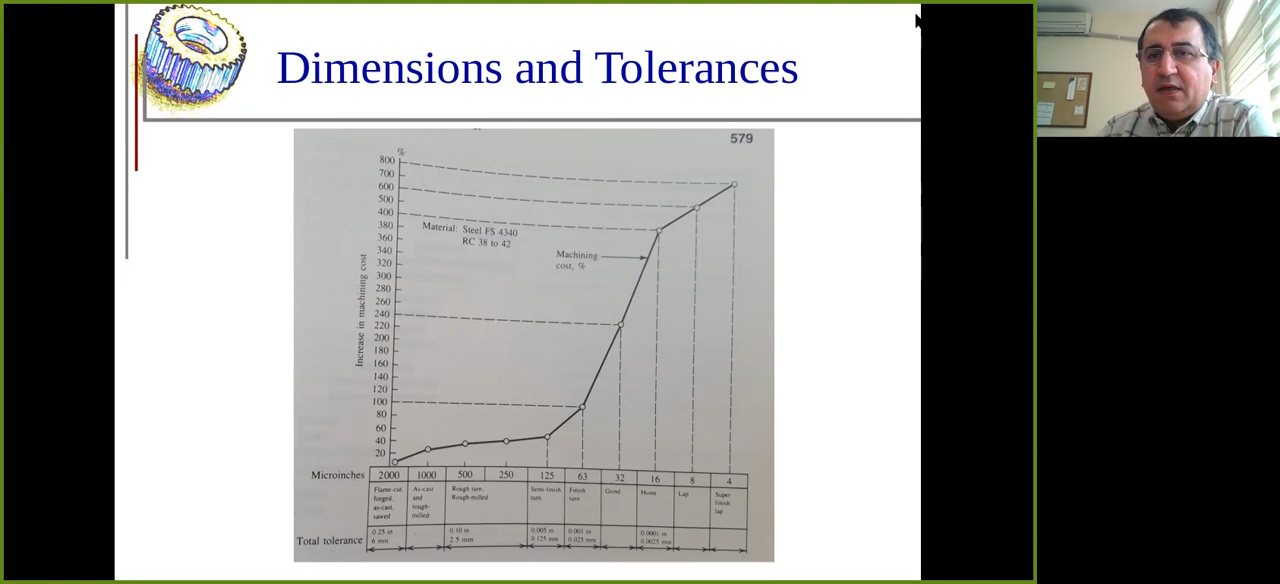 Dimensions and Tolerances
579
%
800
700
600
500
400
380
360
340
320
300
280
260
240
220
200
180
160
140
120
100
80
60
40
20
Increase in machining cost
Material: Steel FS 4340
RC 38 to 42
Machining
cost, %
Microinches 2000 1000 500 250 125 63 32 16 8 4
Flame-cut,
forged,
as-cast,
sawed
As-cast
and
rough-
milled
Rough turn,
Rough-milled
Semi-finish
turn
Finish
turn
Grind
Hone
Lap
Super
finish
lap
Total tolerance
0.25 in
6 mm
0.10 in
2.5 mm
0.005 in
0.125 mm
0.001 in
0.025 mm
0.0001 in
0.0025 mm